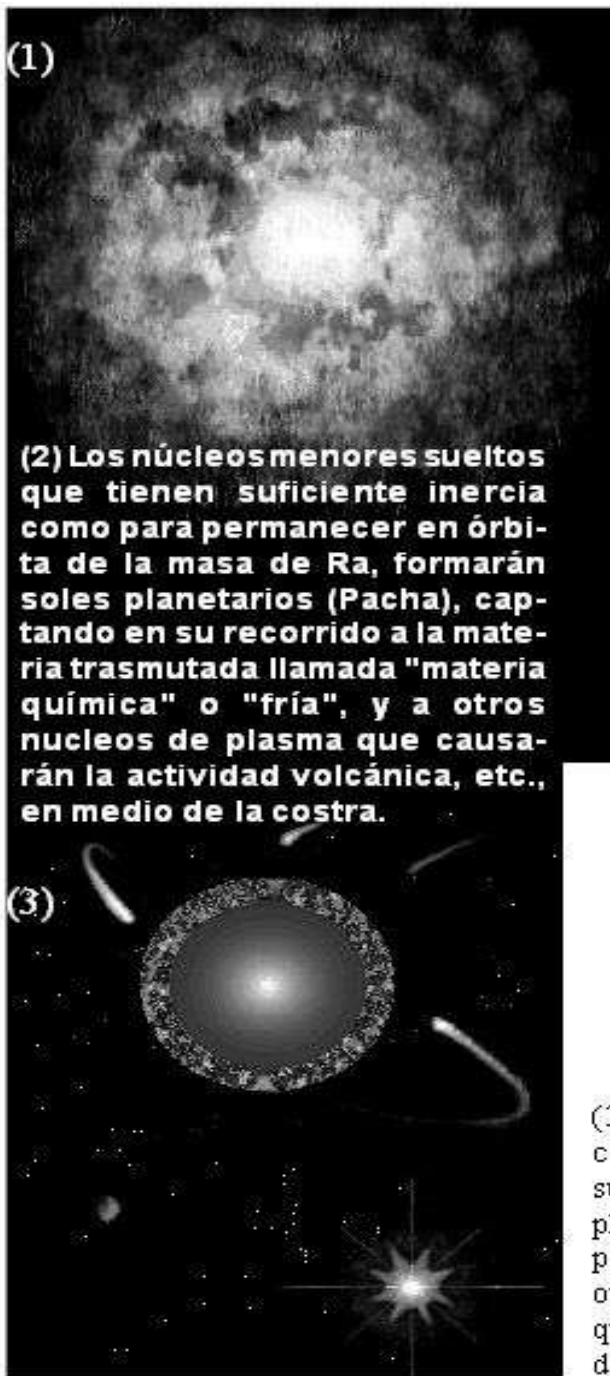 (1)
(2) Los núcleos menores sueltos
que tienen suficiente inercia
como para permanecer en órbi-
ta de la masa de Ra, formarán
soles planetarios (Pacha), cap-
tando en su recorrido a la mate-
ria trasmutada llamada "materia
química" o "fría", y a otros
nucleos de plasma que causa-
rán la actividad volcánica, etc.,
en medio de la costra.
(3)